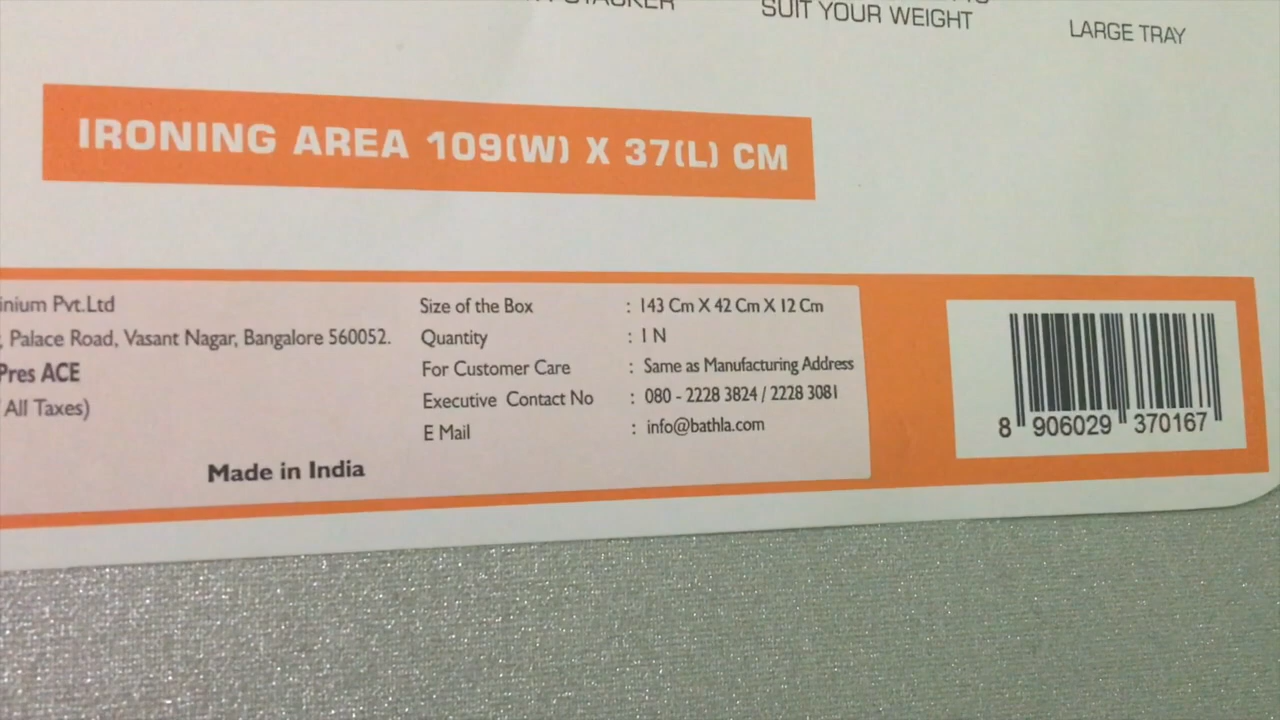 SUIT YOUR WEIGHT
LARGE TRAY
IRONING AREA 109(W) X 37(L) CM
inium Pvt.Ltd
, Palace Road, Vasant Nagar, Bangalore 560052.
Pres ACE
All Taxes)
Made in India
Size of the Box : 143 Cm X 42 Cm X 12 Cm
Quantity : 1 N
For Customer Care : Same as Manufacturing Address
Executive Contact No : 080 - 2228 3824 / 2228 3081
E Mail : info@bathla.com
8 906029 370167